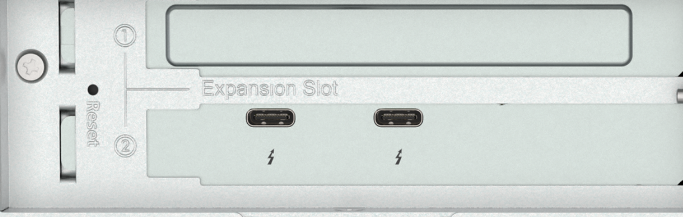 ①
Expansion Slot
Reset
②